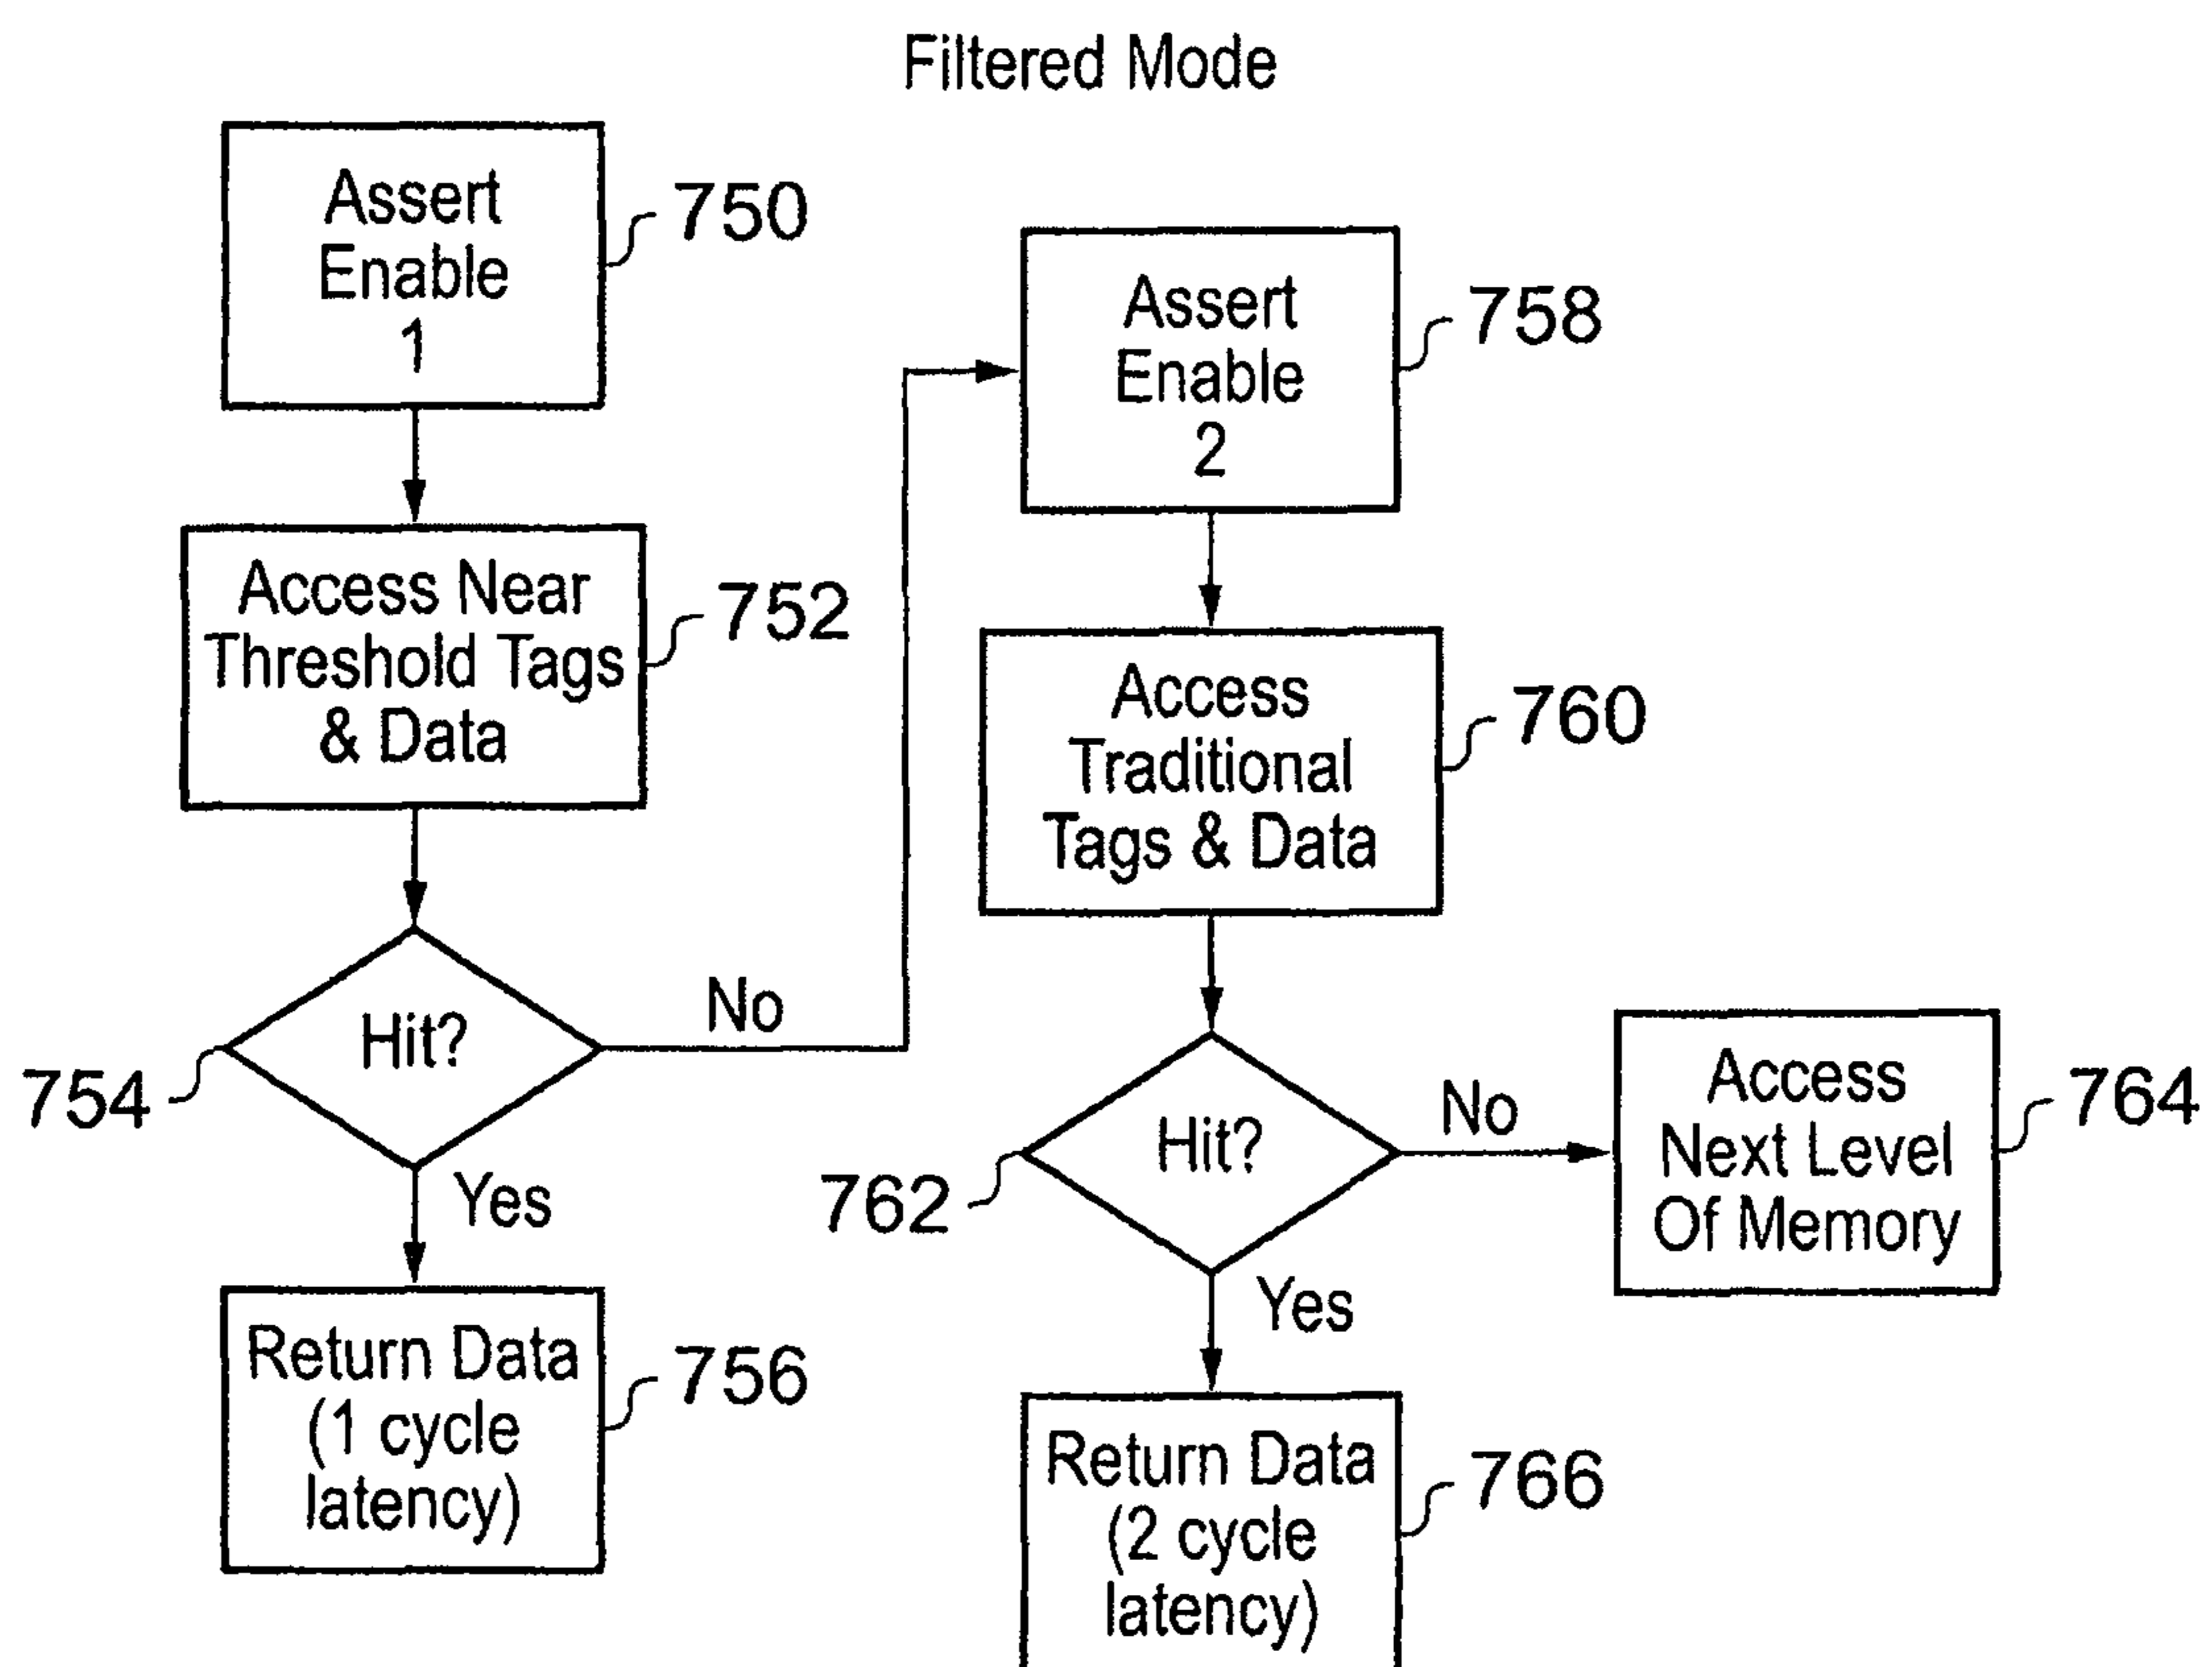 Filtered Mode
Assert
Enable
1
750
Access Near
Threshold Tags
& Data
752
Hit?
754
No
Yes
Return Data
(1 cycle
latency)
756
Assert
Enable
2
758
Access
Traditional
Tags & Data
760
Hit?
762
No
Yes
Access
Next Level
Of Memory
764
Return Data
(2 cycle
latency)
766